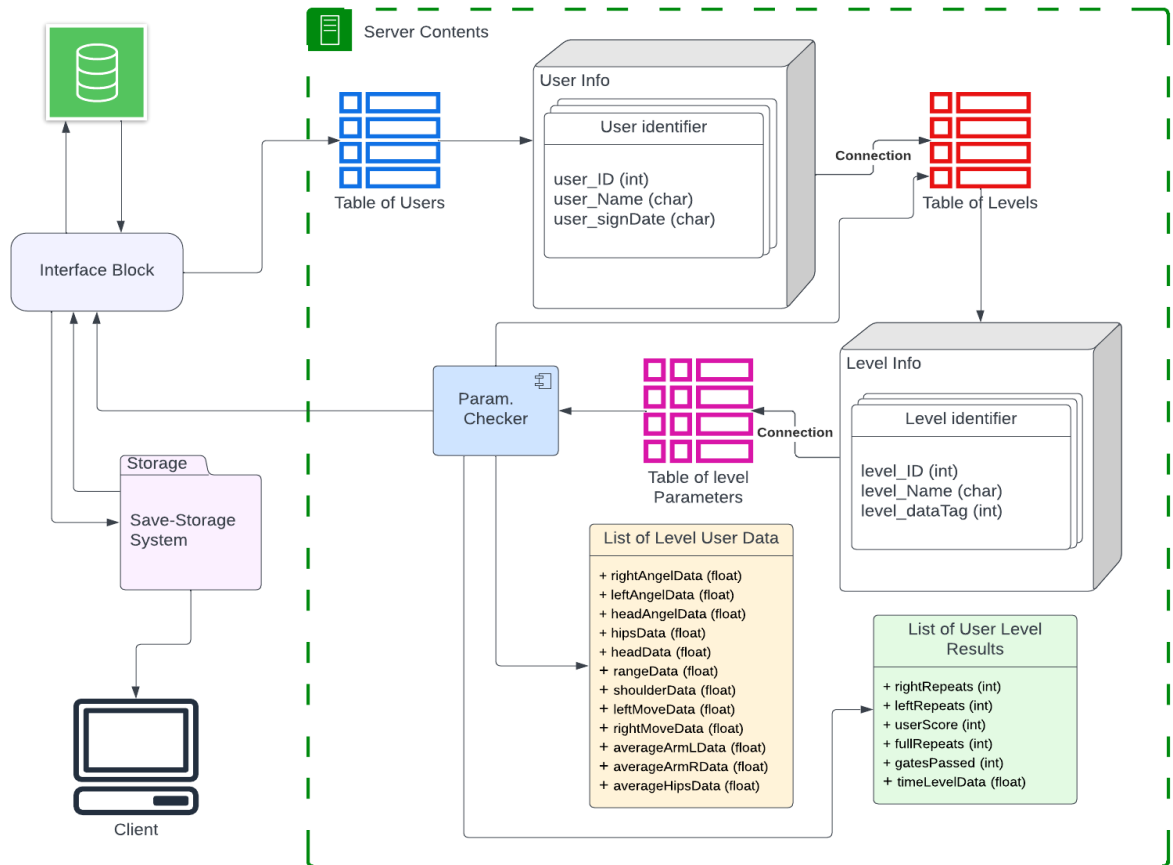 Server Contents
User Info
User identifier
user_ID (int)
user_Name (char)
user_signDate (char)
Table of Users
Connection
Table of Levels
Interface Block
Level Info
Level identifier
level_ID (int)
level_Name (char)
level_dataTag (int)
Param.
Checker
Connection
Table of level
Parameters
Storage
Save-Storage
System
List of Level User Data
+ rightAngelData (float)
+ leftAngelData (float)
+ headAngelData (float)
+ hipsData (float)
+ headData (float)
+ rangeData (float)
+ shoulderData (float)
+ leftMoveData (float)
+ rightMoveData (float)
+ averageArmLData (float)
+ averageArmRData (float)
+ averageHipsData (float)
List of User Level
Results
+ rightRepeats (int)
+ leftRepeats (int)
+ userScore (int)
+ fullRepeats (int)
+ gatesPassed (int)
+ timeLevelData (float)
Client